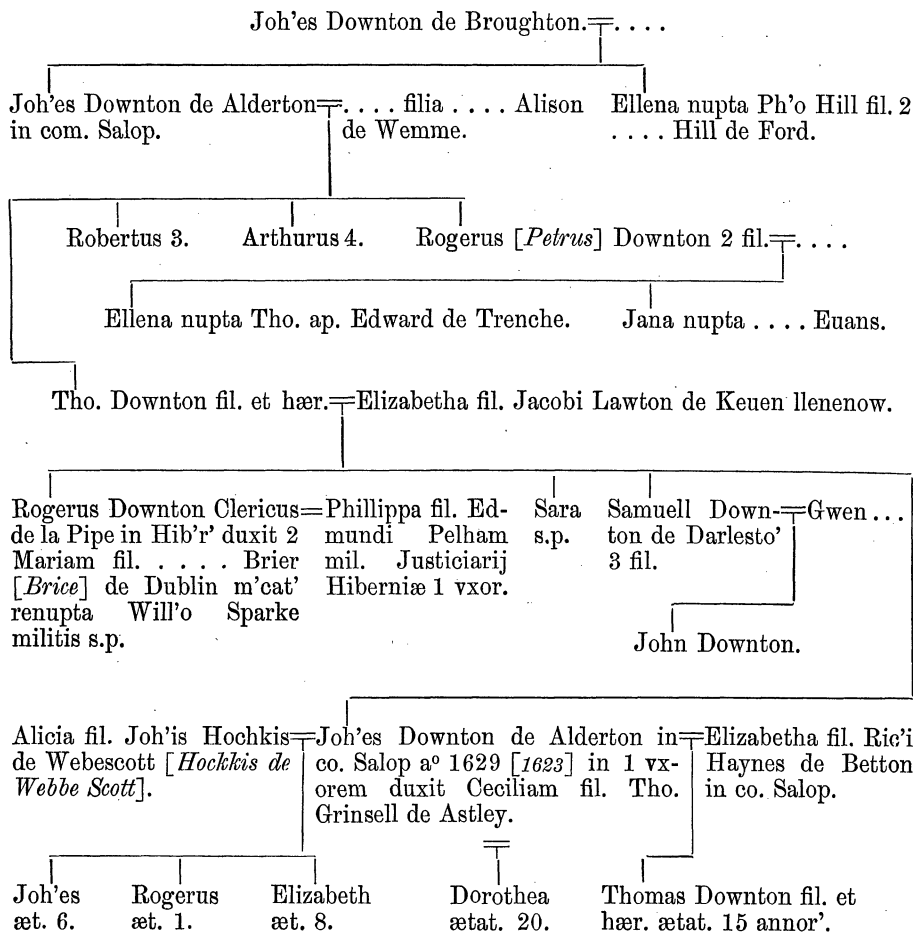 Joh'es Downton de Broughton.=. . . .
Joh'es Downton de Alderton=. . . . filia . . . . Alison
in com. Salop. de Wemme.
Ellena nupta Ph'o Hill fil. 2
. . . . Hill de Ford.
Robertus 3. Arthurus 4. Rogerus [Petrus] Downton 2 fil.=. . . .
Ellena nupta Tho. ap. Edward de Trenche. Jana nupta . . . . Euans.
Tho. Downton fil. et hær.=Elizabetha fil. Jacobi Lawton de Keuen llenenow.
Rogerus Downton Clericus=
de la Pipe in Hib'r' duxit 2
Mariam fil. . . . . . Brier
[Brice] de Dublin m'cat'
renupta Will'o Sparke
militis s.p.
Phillippa fil. Ed-
mundi Pelham
mil. Justiciarij
Hiberniæ 1 vxor.
Sara
s.p.
Samuell Down-=Gwen . . .
ton de Darlesto'
3 fil.
John Downton.
Alicia fil. Joh'is Hochkis=
de Webescott [Hockkis de
Webbe Scott].
Joh'es Downton de Alderton in=
co. Salop aº 1629 [1623] in 1 vx-
orem duxit Ceciliam fil. Tho.
Grinsell de Astley.
Elizabetha fil. Ric'i
Haynes de Betton
in co. Salop.
Joh'es
æt. 6.
Rogerus
æt. 1.
Elizabeth
æt. 8.
Dorothea
ætat. 20.
Thomas Downton fil. et
hær. ætat. 15 annor'.